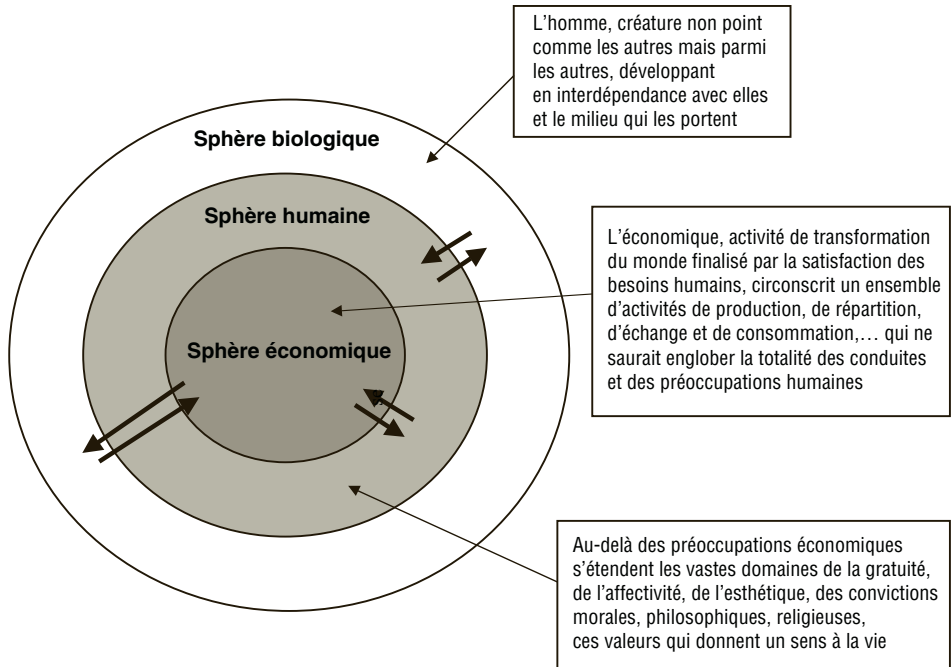 L'homme, créature non point
comme les autres mais parmi
les autres, développant
en interdépendance avec elles
et le milieu qui les portent
Sphère biologique
Sphère humaine
Sphère économique
L'économique, activité de transformation
du monde finalisé par la satisfaction des
besoins humains, circonscrit un ensemble
d'activités de production, de répartition,
d'échange et de consommation,… qui ne
saurait englober la totalité des conduites
et des préoccupations humaines
Au-delà des préoccupations économiques
s'étendent les vastes domaines de la gratuité,
de l'affectivité, de l'esthétique, des convictions
morales, philosophiques, religieuses,
ces valeurs qui donnent un sens à la vie